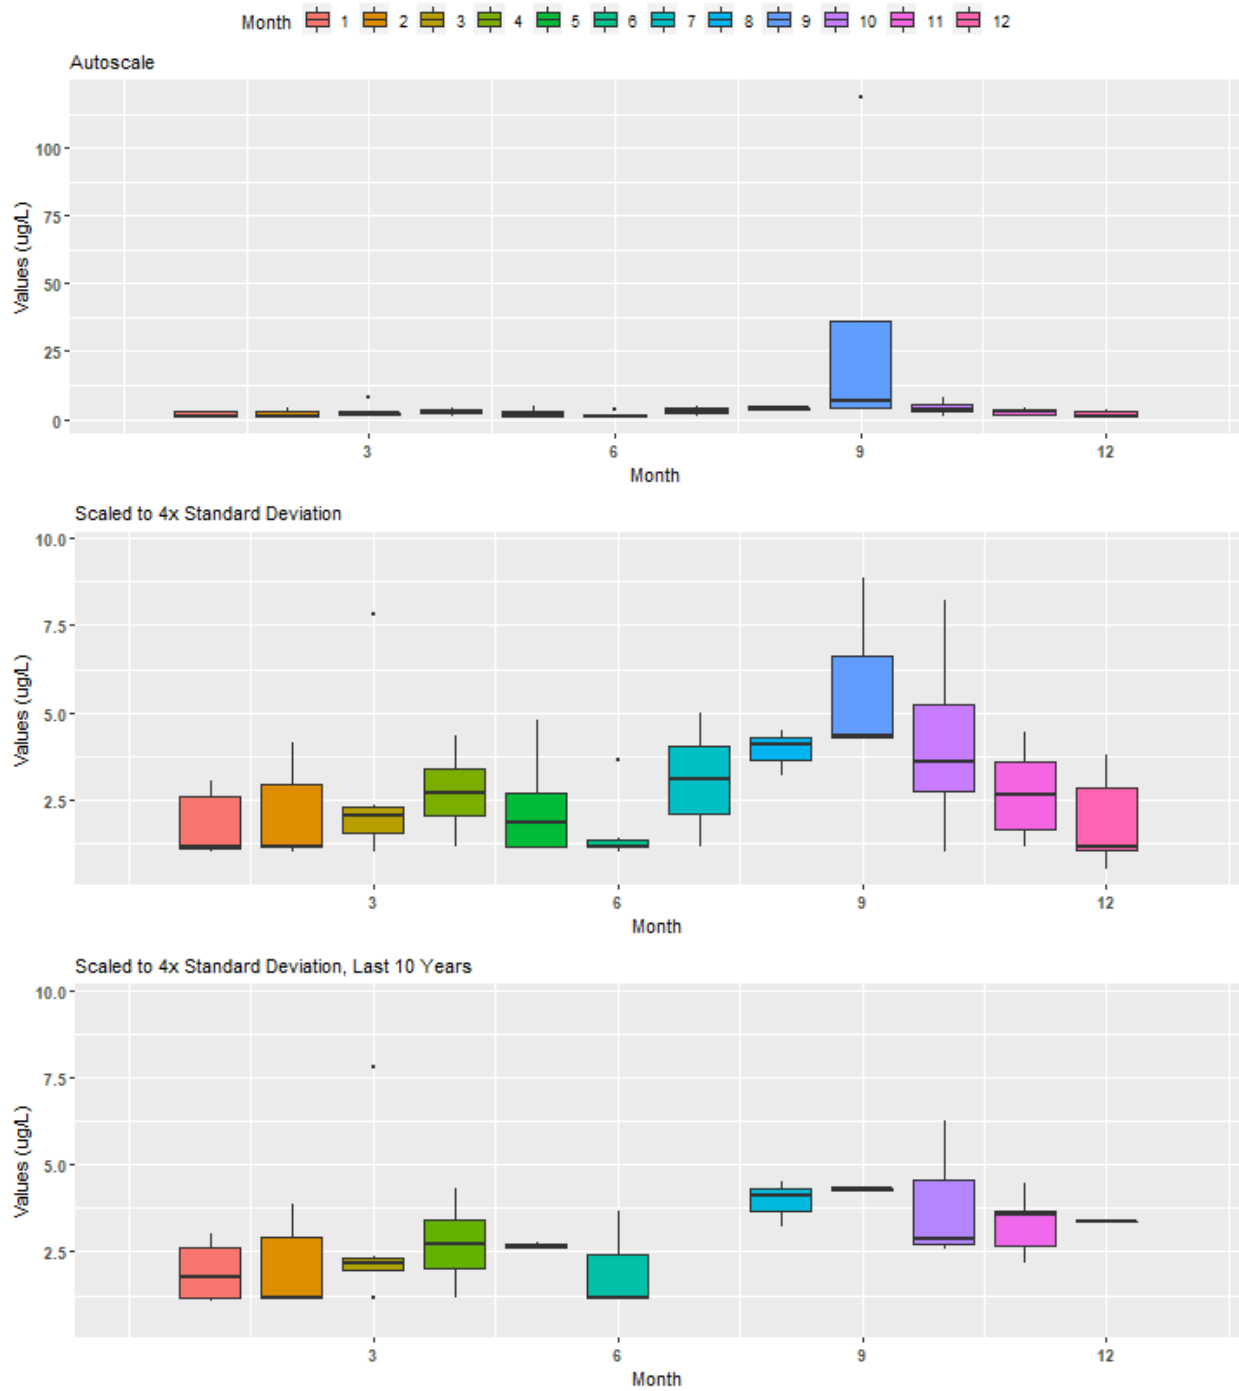 Month 1 2 3 4 5 6 7 8 9 10 11 12
Autoscale
Values (ug/L)
100
75
50
25
0
3 6 9 12
Month
Scaled to 4x Standard Deviation
Values (ug/L)
10.0
7.5
5.0
2.5
3 6 9 12
Month
Scaled to 4x Standard Deviation, Last 10 Years
Values (ug/L)
10.0
7.5
5.0
2.5
3 6 9 12
Month